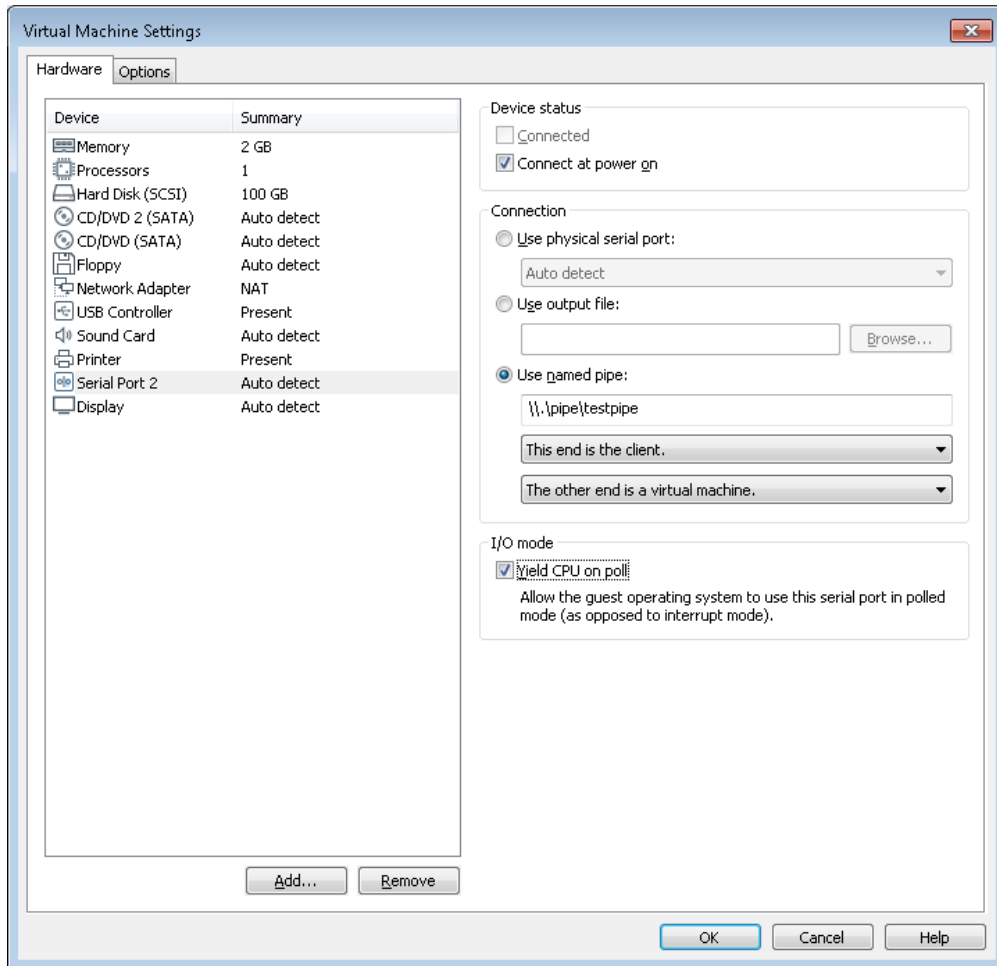 Virtual Machine Settings
Hardware Options
Device Summary
Memory 2 GB
Processors 1
Hard Disk (SCSI) 100 GB
CD/DVD 2 (SATA) Auto detect
CD/DVD (SATA) Auto detect
Floppy Auto detect
Network Adapter NAT
USB Controller Present
Sound Card Auto detect
Printer Present
Serial Port 2 Auto detect
Display Auto detect
Add... Remove
Device status
Connected
Connect at power on
Connection
Use physical serial port:
Auto detect
Use output file:
Browse...
Use named pipe:
\\.\pipe\testpipe
This end is the client.
The other end is a virtual machine.
I/O mode
Yield CPU on poll
Allow the guest operating system to use this serial port in polled
mode (as opposed to interrupt mode).
OK Cancel Help